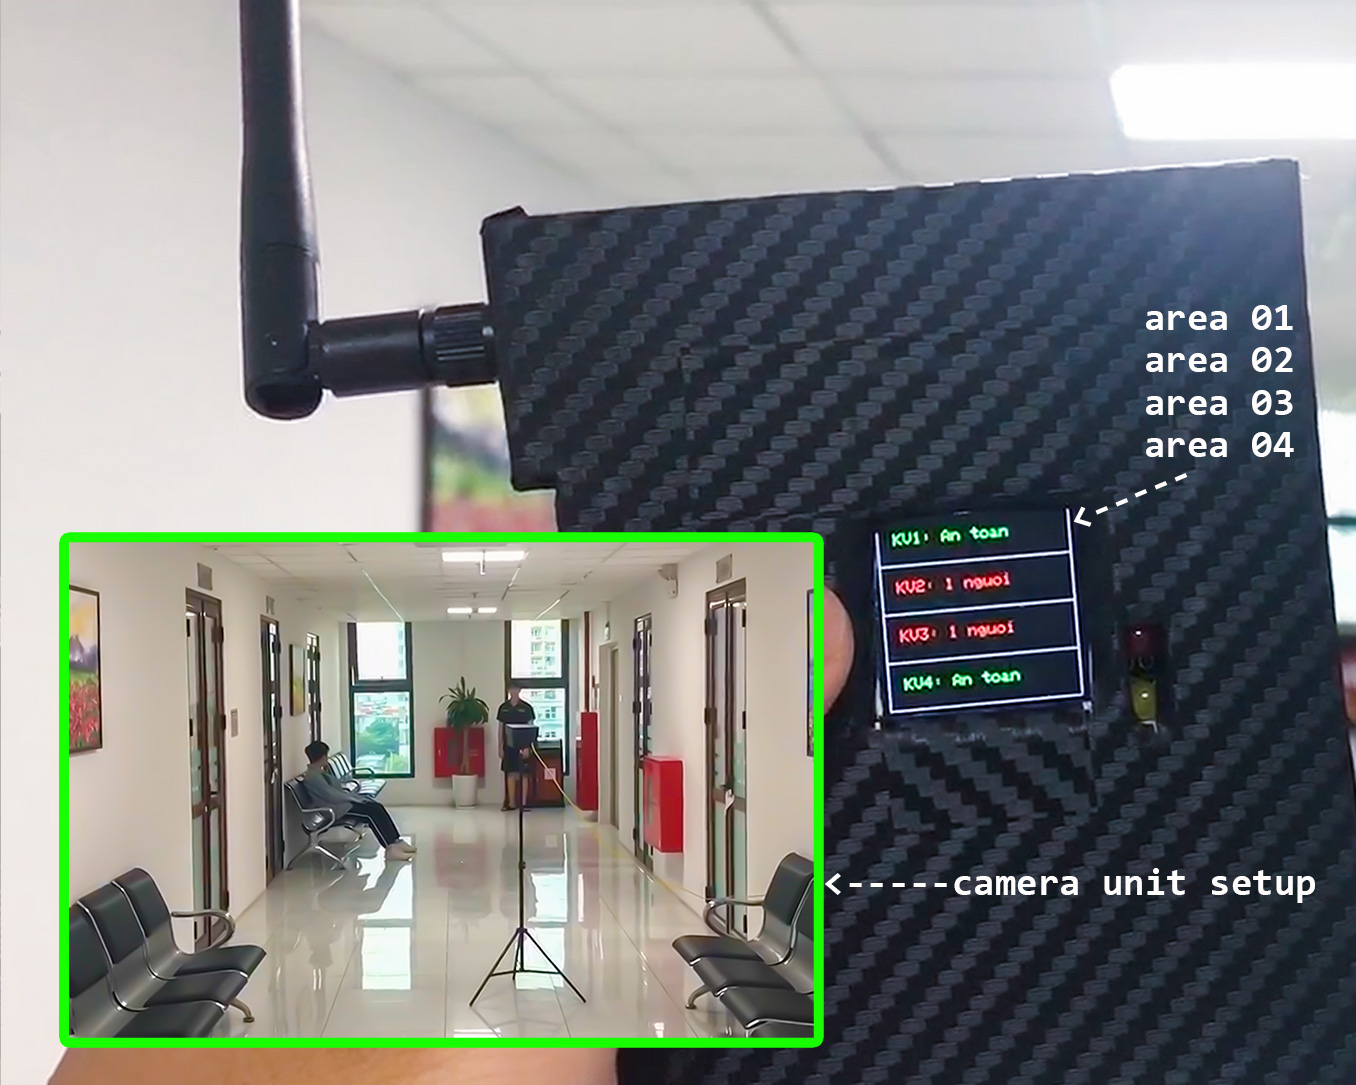 area 01
area 02
area 03
area 04
KV1: An toan
KV2: 1 nguoi
KV3: 1 nguoi
KV4: An toan
<-----camera unit setup